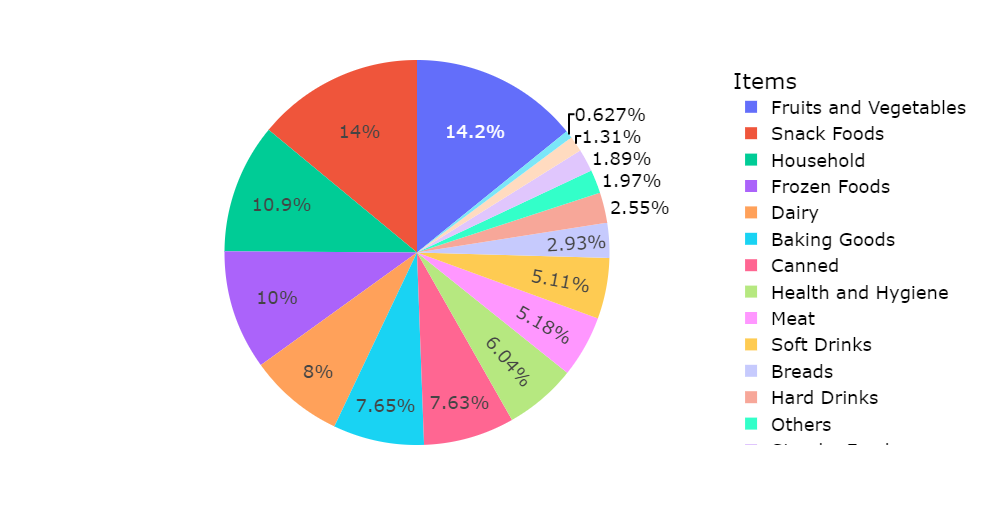 14.2%
14%
10.9%
10%
8%
7.65%
7.63%
6.04%
5.18%
5.11%
2.93%
2.55%
1.97%
1.89%
1.31%
0.627%
Items
Fruits and Vegetables
Snack Foods
Household
Frozen Foods
Dairy
Baking Goods
Canned
Health and Hygiene
Meat
Soft Drinks
Breads
Hard Drinks
Others